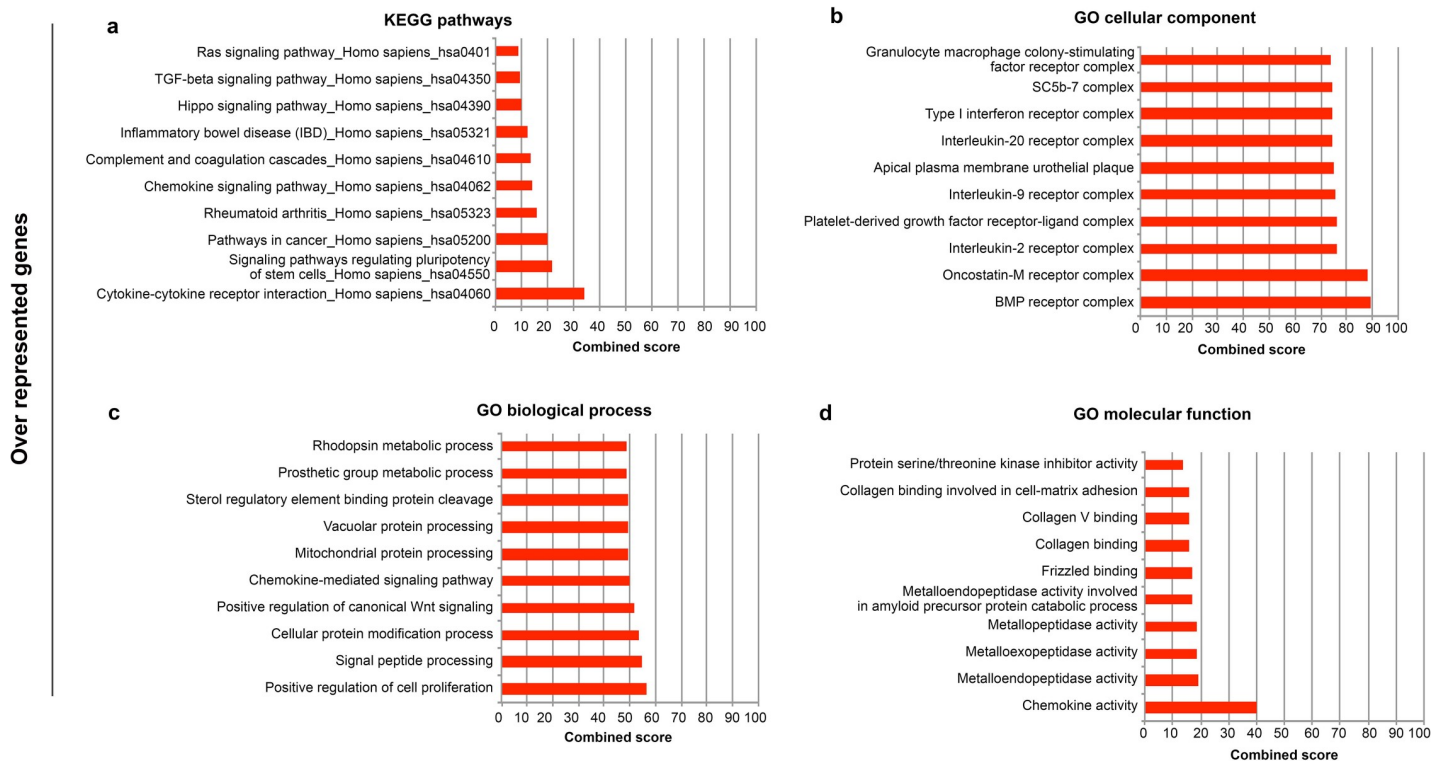 Over represented genes
a
KEGG pathways
Ras signaling pathway_Homo sapiens_hsa0401
TGF-beta signaling pathway_Homo sapiens_hsa04350
Hippo signaling pathway_Homo sapiens_hsa04390
Inflammatory bowel disease (IBD)_Homo sapiens_hsa05321
Complement and coagulation cascades_Homo sapiens_hsa04610
Chemokine signaling pathway_Homo sapiens_hsa04062
Rheumatoid arthritis_Homo sapiens_hsa05323
Pathways in cancer_Homo sapiens_hsa05200
Signaling pathways regulating pluripotency
of stem cells_Homo sapiens_hsa04550
Cytokine-cytokine receptor interaction_Homo sapiens_hsa04060
0 10 20 30 40 50 60 70 80 90 100
Combined score
b
GO cellular component
Granulocyte macrophage colony-stimulating
factor receptor complex
SC5b-7 complex
Type I interferon receptor complex
Interleukin-20 receptor complex
Apical plasma membrane urothelial plaque
Interleukin-9 receptor complex
Platelet-derived growth factor receptor-ligand complex
Interleukin-2 receptor complex
Oncostatin-M receptor complex
BMP receptor complex
0 10 20 30 40 50 60 70 80 90 100
Combined score
c
GO biological process
Rhodopsin metabolic process
Prosthetic group metabolic process
Sterol regulatory element binding protein cleavage
Vacuolar protein processing
Mitochondrial protein processing
Chemokine-mediated signaling pathway
Positive regulation of canonical Wnt signaling
Cellular protein modification process
Signal peptide processing
Positive regulation of cell proliferation
0 10 20 30 40 50 60 70 80 90 100
Combined score
d
GO molecular function
Protein serine/threonine kinase inhibitor activity
Collagen binding involved in cell-matrix adhesion
Collagen V binding
Collagen binding
Frizzled binding
Metalloendopeptidase activity involved
in amyloid precursor protein catabolic process
Metallopeptidase activity
Metalloexopeptidase activity
Metalloendopeptidase activity
Chemokine activity
0 10 20 30 40 50 60 70 80 90 100
Combined score